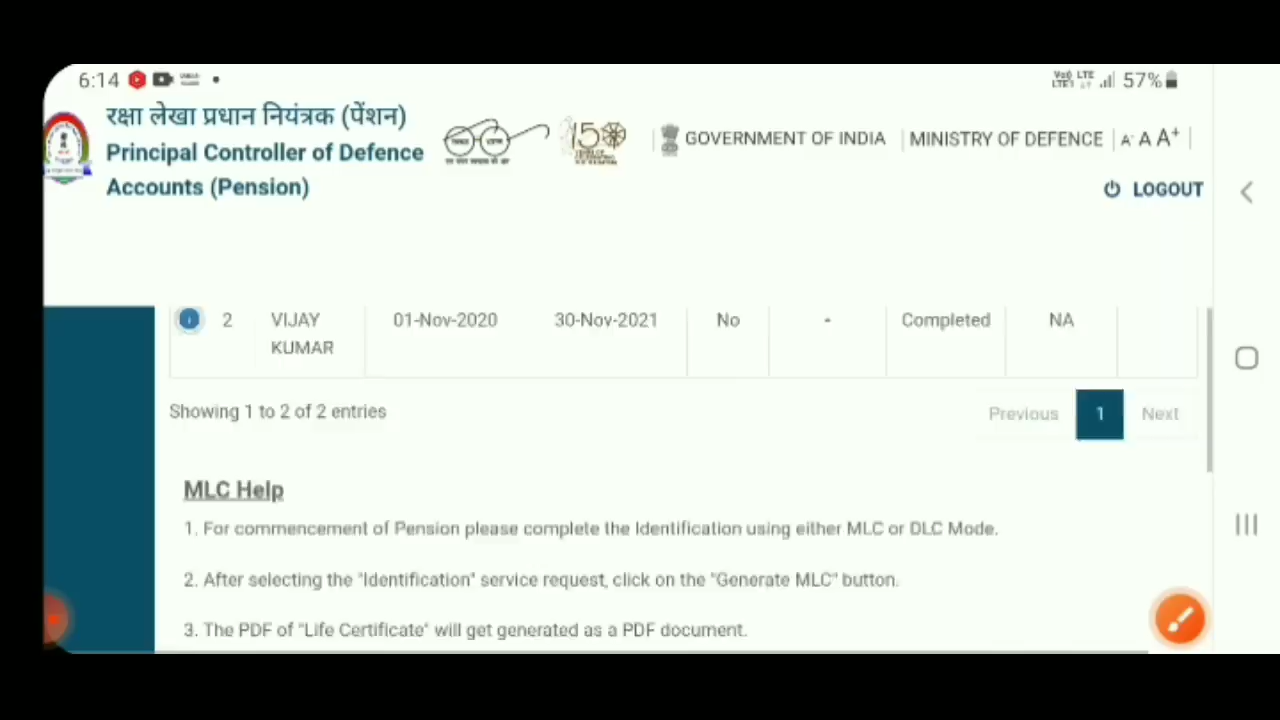 6:14
LTE
57%
रक्षा लेखा प्रधान नियंत्रक (पेंशन)
Principal Controller of Defence
Accounts (Pension)
150
GOVERNMENT OF INDIA
MINISTRY OF DEFENCE
A- A A+
LOGOUT
2 VIJAY 01-Nov-2020 30-Nov-2021 No - Completed NA
KUMAR
Showing 1 to 2 of 2 entries
Previous 1 Next
MLC Help
1. For commencement of Pension please complete the Identification using either MLC or DLC Mode.
2. After selecting the "Identification" service request, click on the "Generate MLC" button.
3. The PDF of "Life Certificate" will get generated as a PDF document.